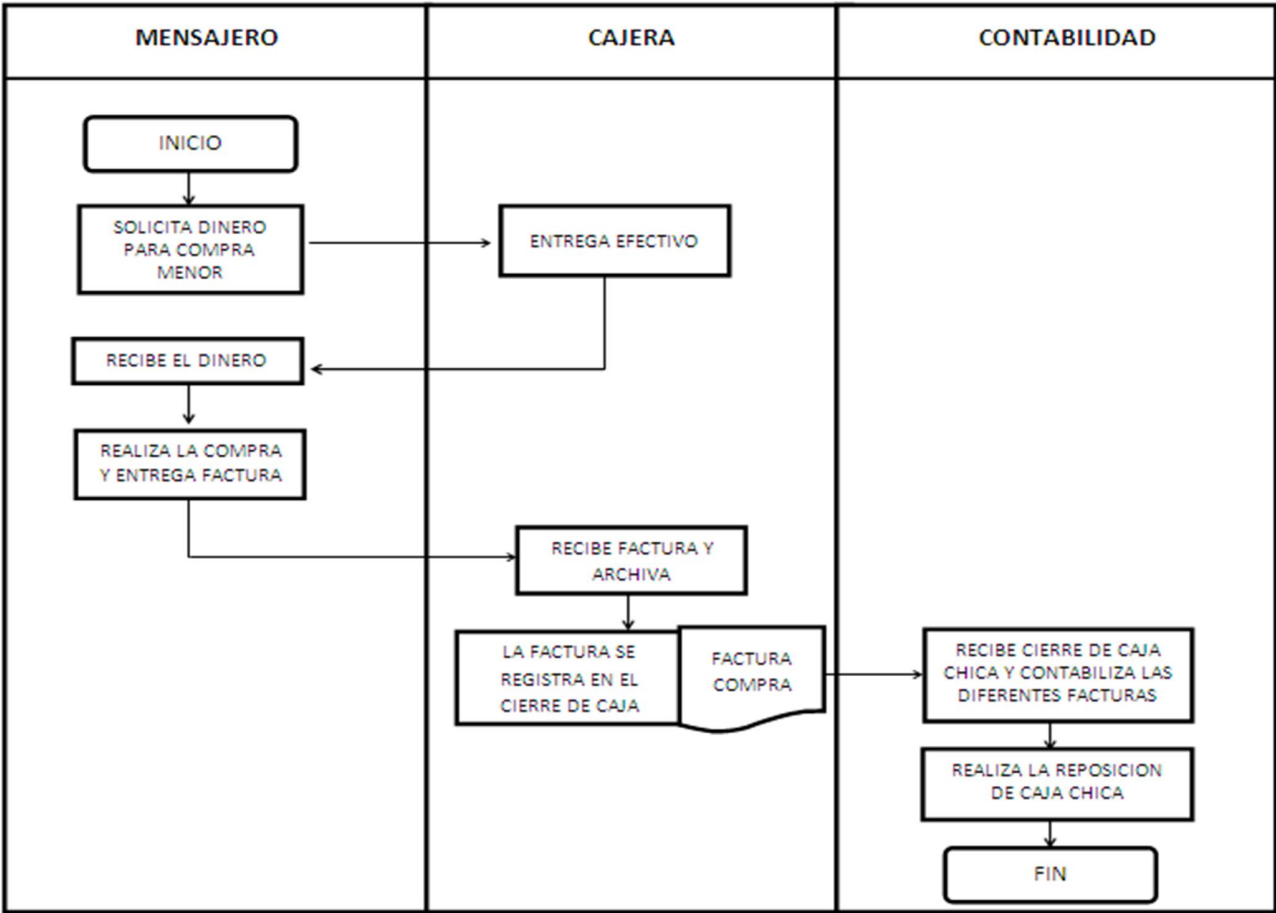 MENSAJERO
CAJERA
CONTABILIDAD
INICIO
SOLICITA DINERO
PARA COMPRA
MENOR
ENTREGA EFECTIVO
RECIBE EL DINERO
REALIZA LA COMPRA
Y ENTREGA FACTURA
RECIBE FACTURA Y
ARCHIVA
LA FACTURA SE
REGISTRA EN EL
CIERRE DE CAJA
FACTURA
COMPRA
RECIBE CIERRE DE CAJA
CHICA Y CONTABILIZA LAS
DIFERENTES FACTURAS
REALIZA LA REPOSICION
DE CAJA CHICA
FIN